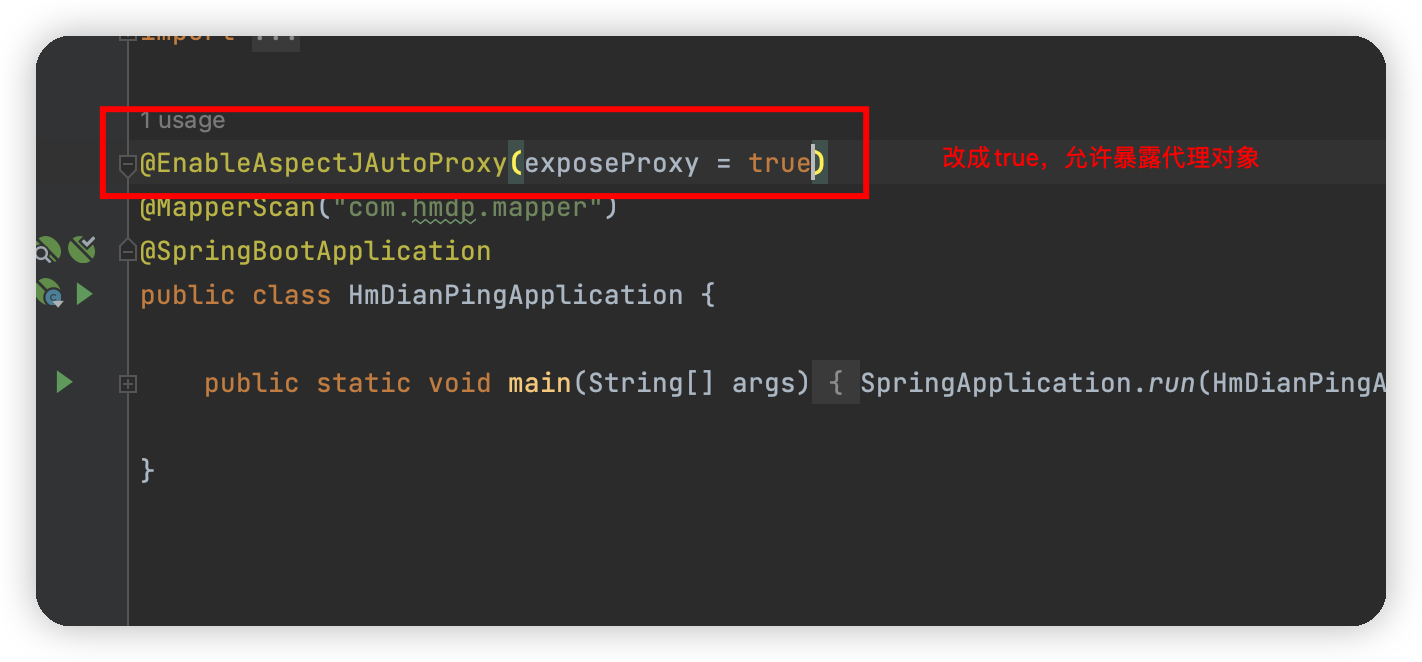 import ...
1 usage
@EnableAspectJAutoProxy(exposeProxy = true) 改成true，允许暴露代理对象
@MapperScan("com.hmdp.mapper")
@SpringBootApplication
public class HmDianPingApplication {
public static void main(String[] args) { SpringApplication.run(HmDianPingA
}